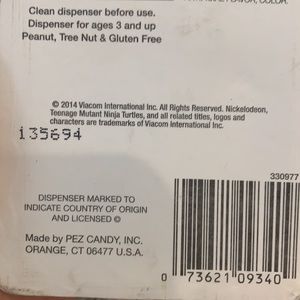 FLAVOR, COLOR.
Clean dispenser before use.
Dispenser for ages 3 and up
Peanut, Tree Nut & Gluten Free
© 2014 Viacom International Inc. All Rights Reserved. Nickelodeon,
Teenage Mutant Ninja Turtles, and all related titles, logos and
characters are trademarks of Viacom International Inc.
135694
330977
DISPENSER MARKED TO
INDICATE COUNTRY OF ORIGIN
AND LICENSED ©
Made by PEZ CANDY, INC.
ORANGE, CT 06477 U.S.A.
0 73621 09340